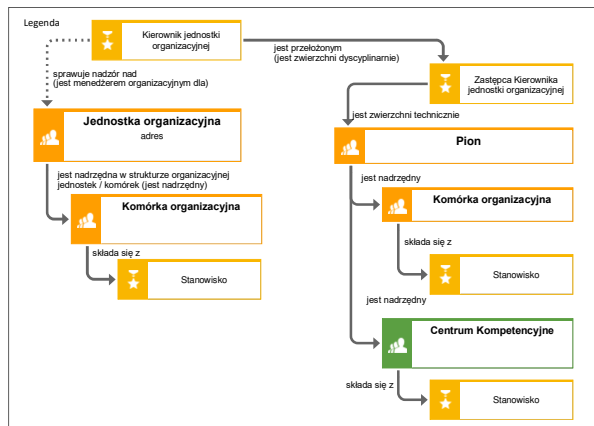 Legenda
Kierownik jednostki
organizacyjnej
jest przełożonym
(jest zwierzchni dyscyplinarnie)
sprawuje nadzór nad
(jest menedżerem organizacyjnym dla)
Zastępca Kierownika
jednostki organizacyjnej
Jednostka organizacyjna
adres
jest zwierzchni technicznie
Pion
jest nadrzędna w strukturze organizacyjnej
jednostek / komórek (jest nadrzędny)
jest nadrzędny
Komórka organizacyjna
Komórka organizacyjna
składa się z
składa się z
Stanowisko
Stanowisko
jest nadrzędny
Centrum Kompetencyjne
składa się z
Stanowisko